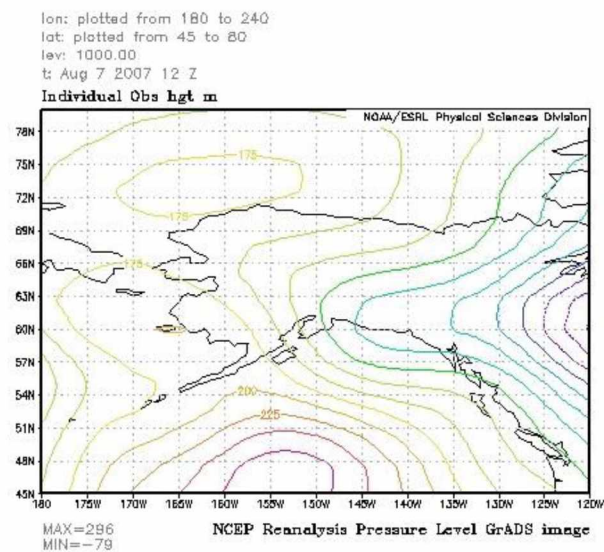 lon: plotted from 180 to 240
lat: plotted from 45 to 80
lev: 1000.00
t: Aug 7 2007 12 Z
Individual Obs hgt m
NOAA/ESRL Physical Sciences Division
78N
75N
72N
69N
66N
63N
60N
57N
54N
51N
48N
45N
175
175
175
200
225
180 175W 170W 165W 160W 155W 150W 145W 140W 135W 130W 125W 120W
MAX=296
MIN=-79
NCEP Reanalysis Pressure Level GrADS image